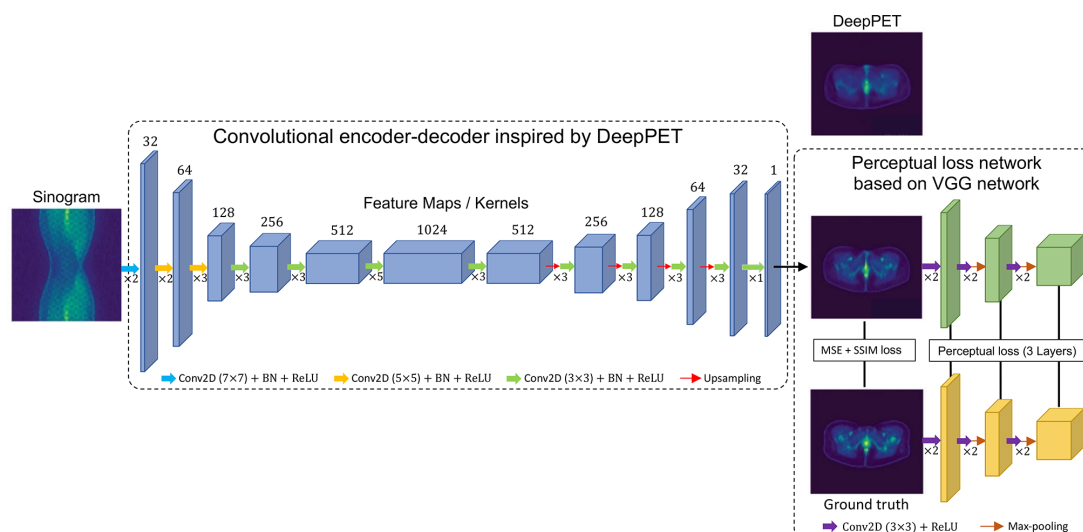 DeepPET
Convolutional encoder-decoder inspired by DeepPET
Perceptual loss network
based on VGG network
Sinogram
Feature Maps / Kernels
32
64
128
256
512
1024
512
256
128
64
32
1
×2
×2
×3
×3
×3
×5
×3
×3
×3
×3
×3
×1
×2
×2
×2
MSE + SSIM loss
Perceptual loss (3 Layers)
×2
×2
×2
Conv2D (7×7) + BN + ReLU
Conv2D (5×5) + BN + ReLU
Conv2D (3×3) + BN + ReLU
Upsampling
Ground truth
Conv2D (3×3) + ReLU
Max-pooling